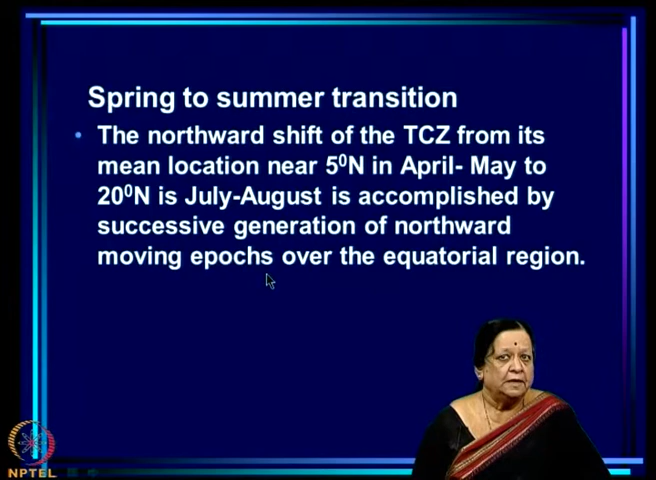 Spring to summer transition
• The northward shift of the TCZ from its
mean location near 5⁰N in April- May to
20⁰N is July-August is accomplished by
successive generation of northward
moving epochs over the equatorial region.
NPTEL